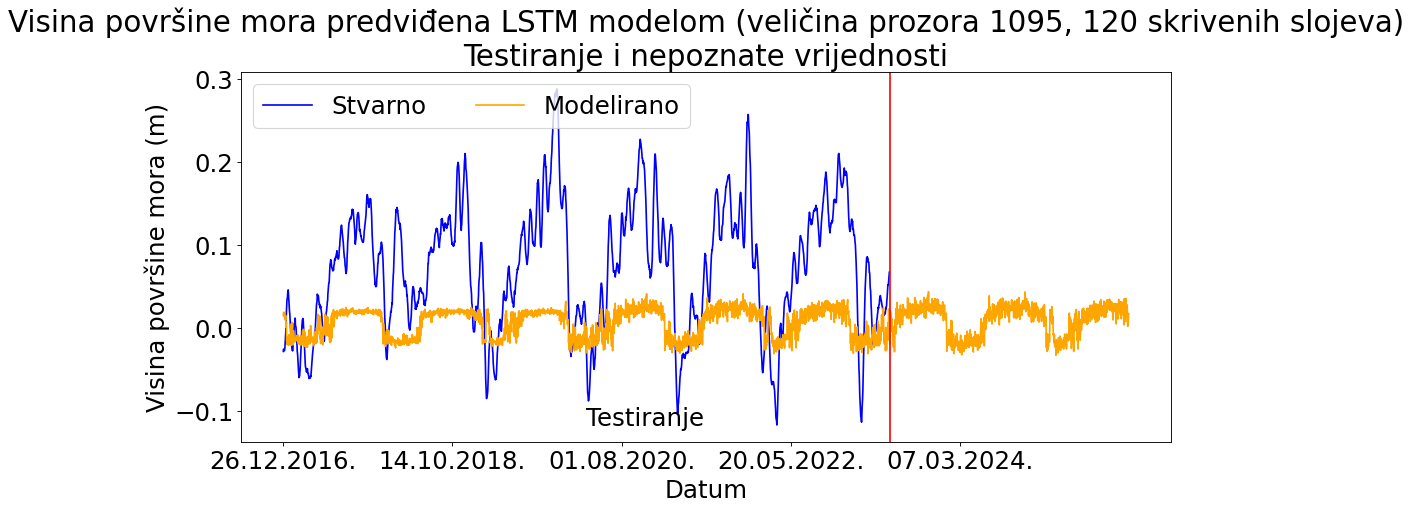 Visina površine mora predviđena LSTM modelom (veličina prozora 1095, 120 skrivenih slojeva)
Testiranje i nepoznate vrijednosti
Visina površine mora (m)
0.3
0.2
0.1
0.0
−0.1
Stvarno Modelirano
Testiranje
26.12.2016. 14.10.2018. 01.08.2020. 20.05.2022. 07.03.2024.
Datum